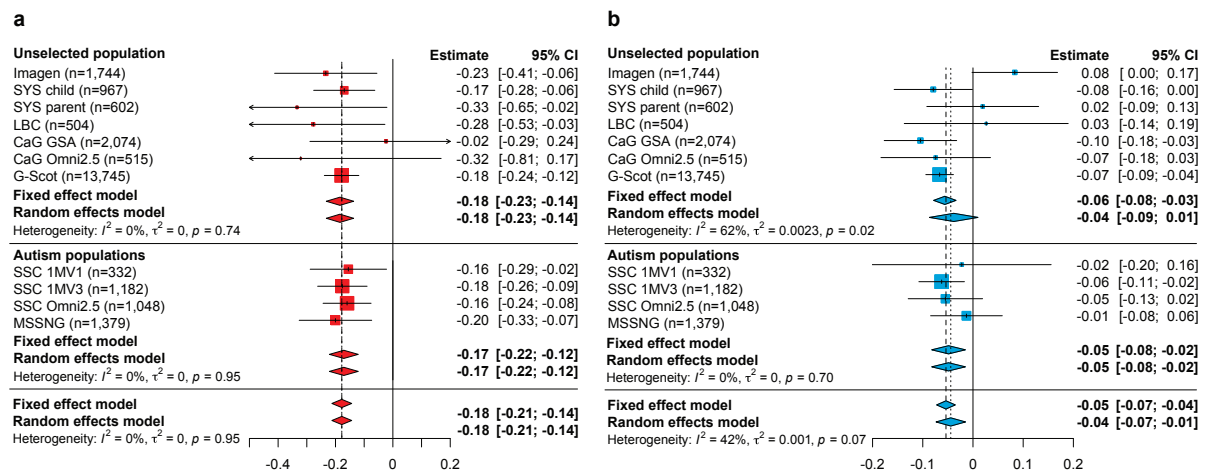 a
Unselected population Estimate 95% CI
Imagen (n=1,744) -0.23 [-0.41; -0.06]
SYS child (n=967) -0.17 [-0.28; -0.06]
SYS parent (n=602) -0.33 [-0.65; -0.02]
LBC (n=504) -0.28 [-0.53; -0.03]
CaG GSA (n=2,074) -0.02 [-0.29; 0.24]
CaG Omni2.5 (n=515) -0.32 [-0.81; 0.17]
G-Scot (n=13,745) -0.18 [-0.24; -0.12]
Fixed effect model -0.18 [-0.23; -0.14]
Random effects model -0.18 [-0.23; -0.14]
Heterogeneity: I² = 0%, τ² = 0, p = 0.74
Autism populations
SSC 1MV1 (n=332) -0.16 [-0.29; -0.02]
SSC 1MV3 (n=1,182) -0.18 [-0.26; -0.09]
SSC Omni2.5 (n=1,048) -0.16 [-0.24; -0.08]
MSSNG (n=1,379) -0.20 [-0.33; -0.07]
Fixed effect model -0.17 [-0.22; -0.12]
Random effects model -0.17 [-0.22; -0.12]
Heterogeneity: I² = 0%, τ² = 0, p = 0.95
Fixed effect model -0.18 [-0.21; -0.14]
Random effects model -0.18 [-0.21; -0.14]
Heterogeneity: I² = 0%, τ² = 0, p = 0.95
-0.4 -0.2 0 0.2
b
Unselected population Estimate 95% CI
Imagen (n=1,744) 0.08 [0.00; 0.17]
SYS child (n=967) -0.08 [-0.16; 0.00]
SYS parent (n=602) 0.02 [-0.09; 0.13]
LBC (n=504) 0.03 [-0.14; 0.19]
CaG GSA (n=2,074) -0.10 [-0.18; -0.03]
CaG Omni2.5 (n=515) -0.07 [-0.18; 0.03]
G-Scot (n=13,745) -0.07 [-0.09; -0.04]
Fixed effect model -0.06 [-0.08; -0.03]
Random effects model -0.04 [-0.09; 0.01]
Heterogeneity: I² = 62%, τ² = 0.0023, p = 0.02
Autism populations
SSC 1MV1 (n=332) -0.02 [-0.20; 0.16]
SSC 1MV3 (n=1,182) -0.06 [-0.11; -0.02]
SSC Omni2.5 (n=1,048) -0.05 [-0.13; 0.02]
MSSNG (n=1,379) -0.01 [-0.08; 0.06]
Fixed effect model -0.05 [-0.08; -0.02]
Random effects model -0.05 [-0.08; -0.02]
Heterogeneity: I² = 0%, τ² = 0, p = 0.70
Fixed effect model -0.05 [-0.07; -0.04]
Random effects model -0.04 [-0.07; -0.01]
Heterogeneity: I² = 42%, τ² = 0.001, p = 0.07
-0.2 -0.1 0 0.1 0.2